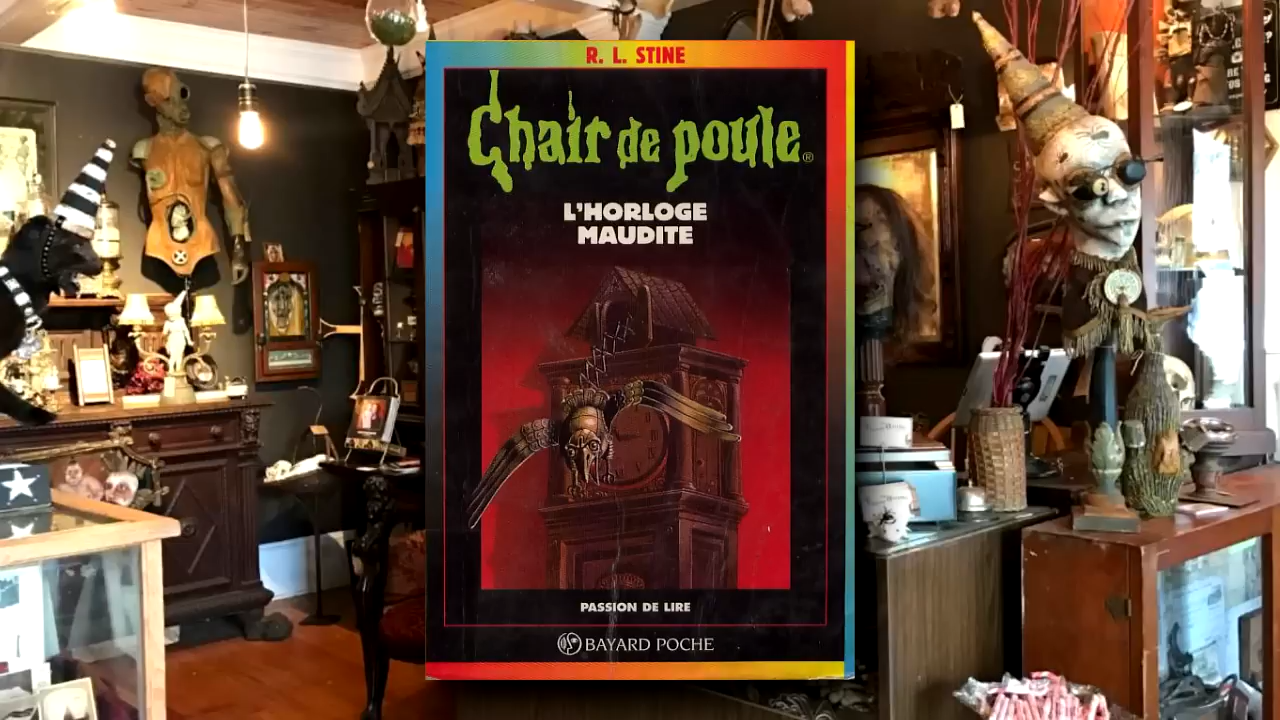 R. L. STINE
Chair de poule®
L'HORLOGE
MAUDITE
PASSION DE LIRE
BAYARD POCHE